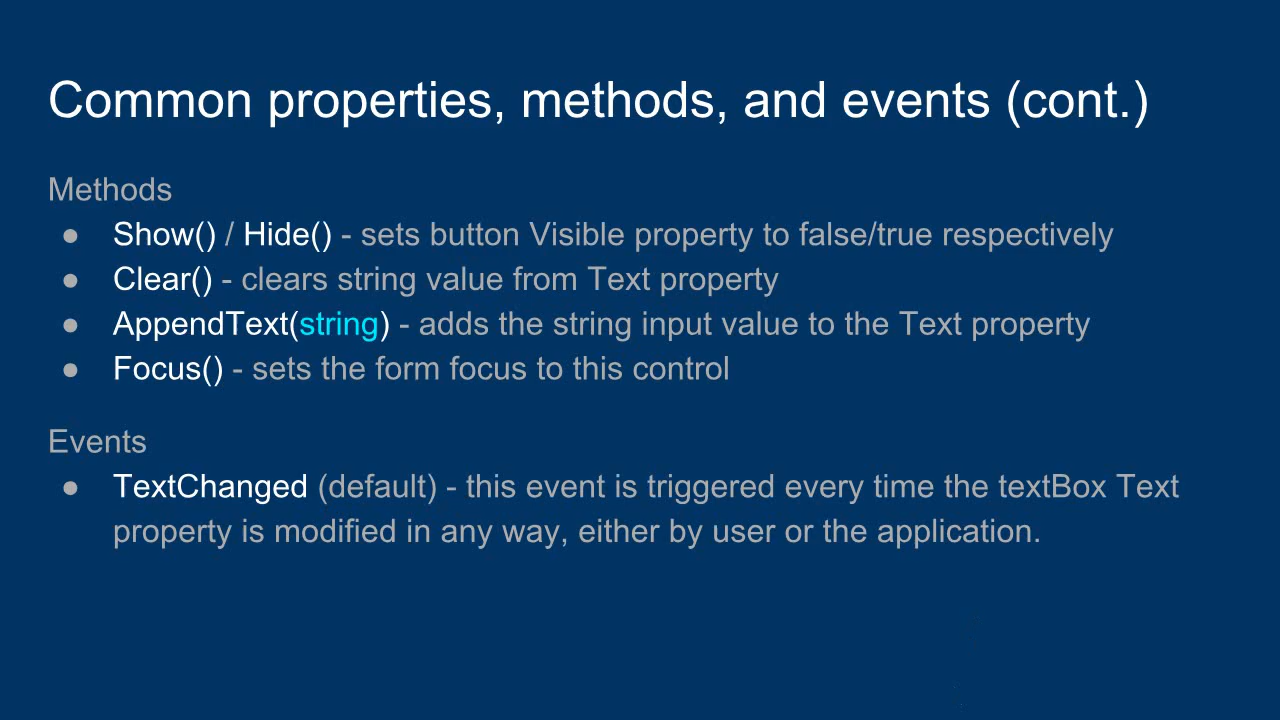 Common properties, methods, and events (cont.)
Methods
● Show() / Hide() - sets button Visible property to false/true respectively
● Clear() - clears string value from Text property
● AppendText(string) - adds the string input value to the Text property
● Focus() - sets the form focus to this control
Events
● TextChanged (default) - this event is triggered every time the textBox Text
property is modified in any way, either by user or the application.